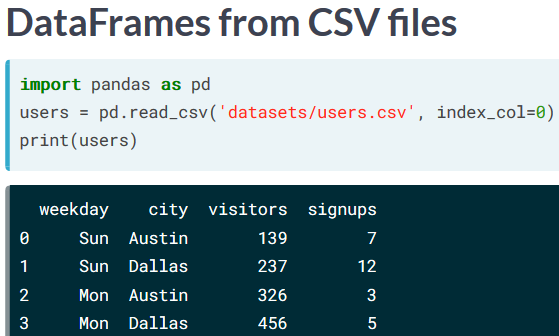 DataFrames from CSV files
import pandas as pd
users = pd.read_csv('datasets/users.csv', index_col=0)
print(users)
  weekday    city  visitors  signups
0     Sun  Austin       139        7
1     Sun  Dallas       237       12
2     Mon  Austin       326        3
3     Mon  Dallas       456        5